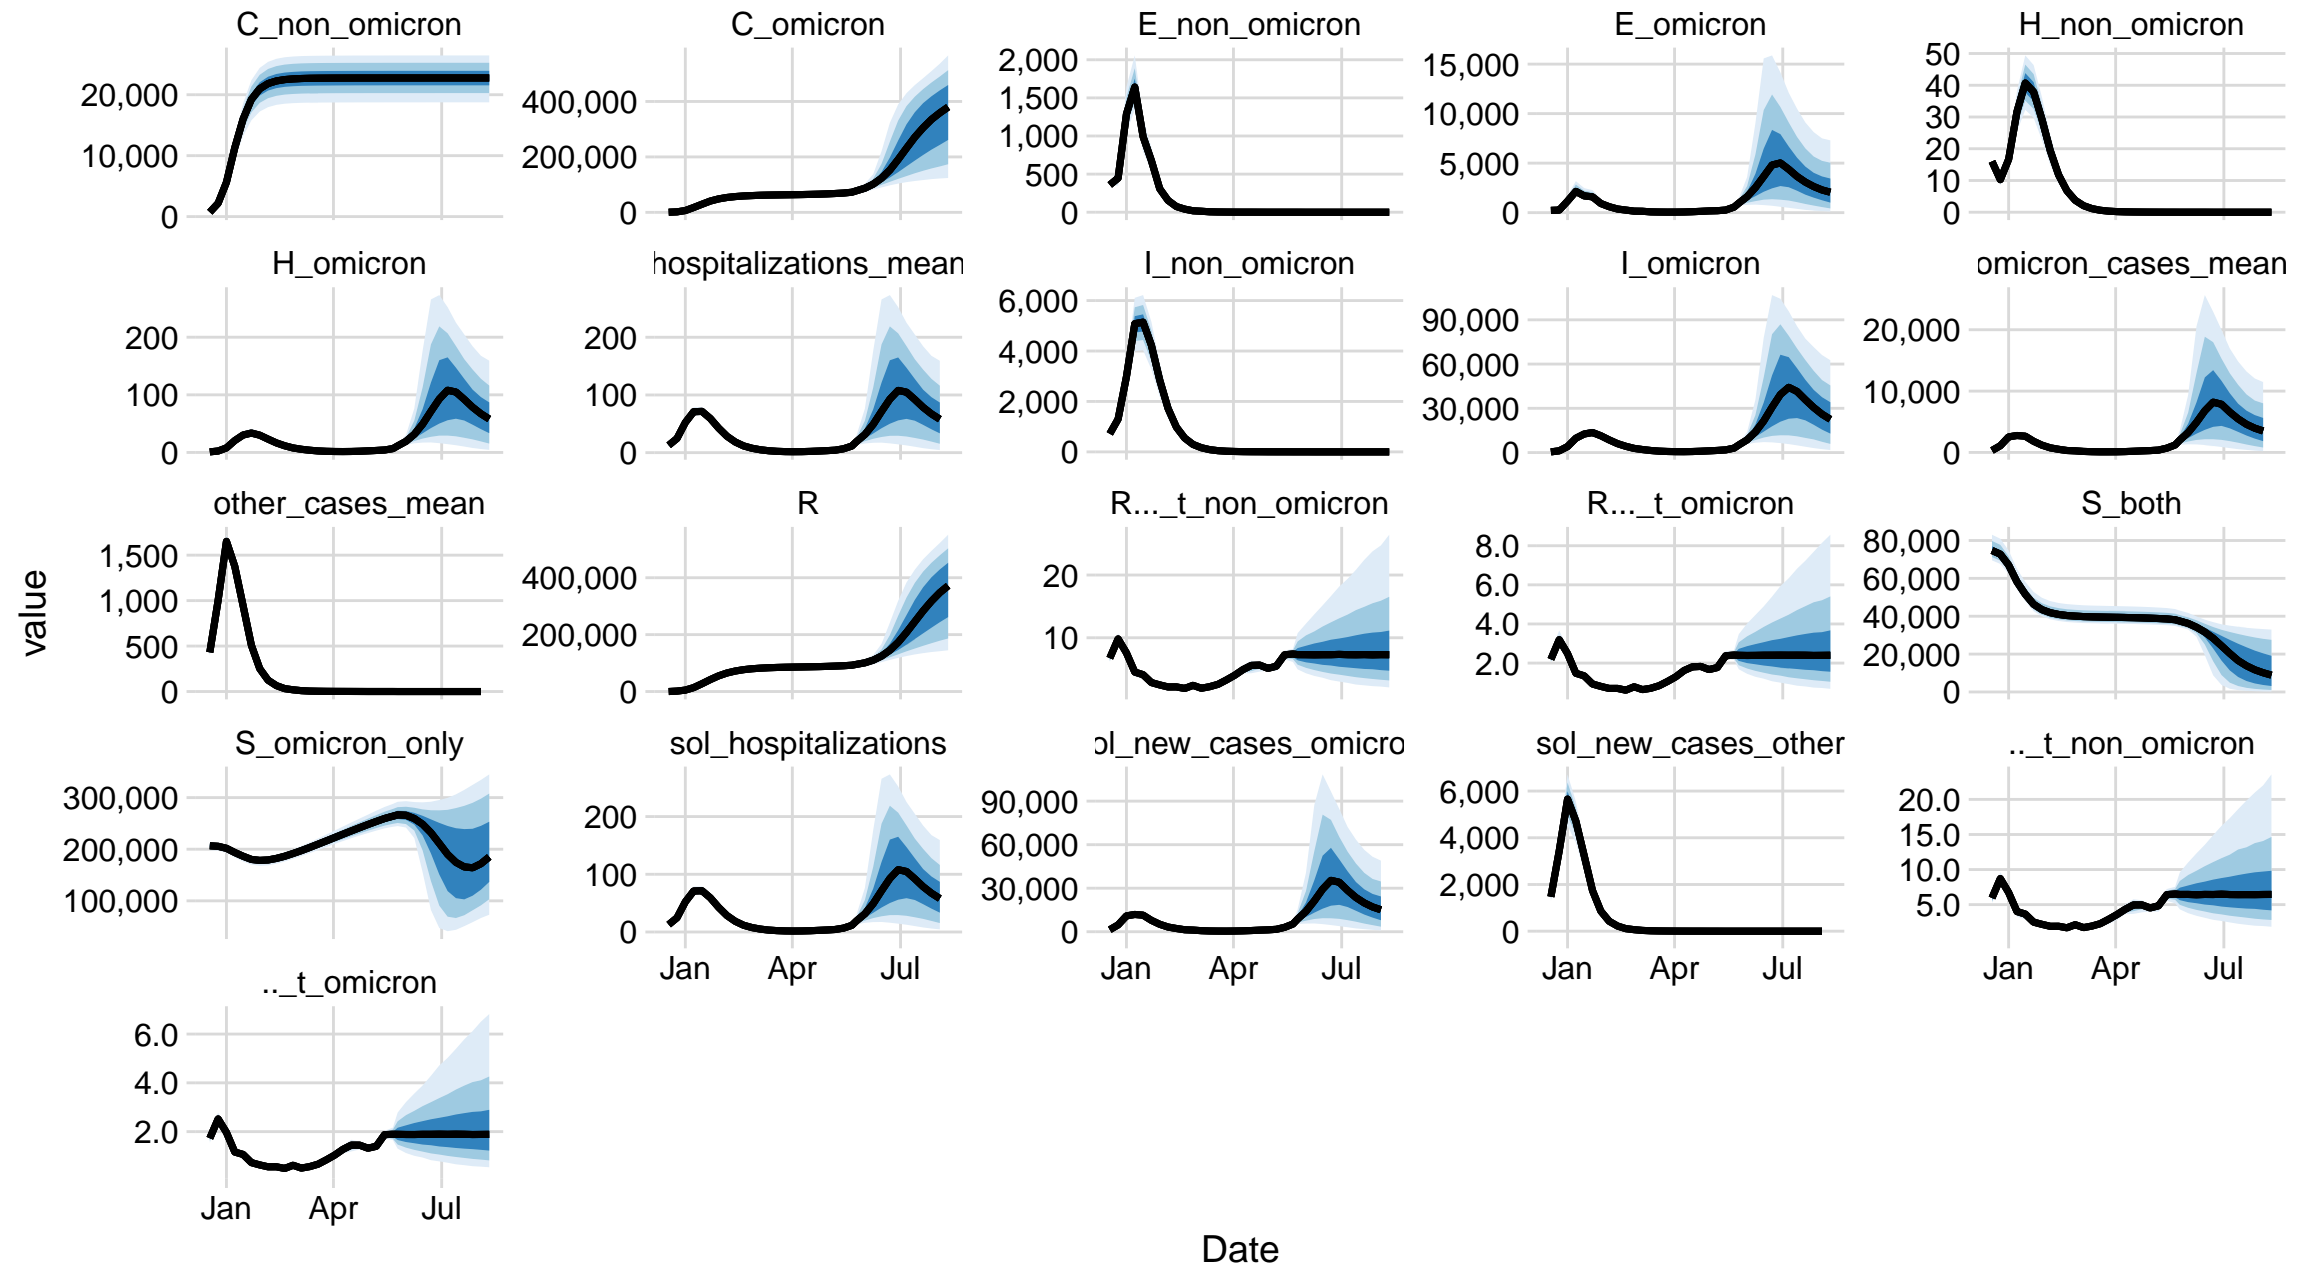 C_non_omicron
C_omicron
E_non_omicron
E_omicron
H_non_omicron
20,000
10,000
0
400,000
200,000
0
2,000
1,500
1,000
500
0
15,000
10,000
5,000
0
50
40
30
20
10
0
H_omicron
hospitalizations_mean
I_non_omicron
I_omicron
omicron_cases_mean
200
100
0
200
100
0
6,000
4,000
2,000
0
90,000
60,000
30,000
0
20,000
10,000
0
other_cases_mean
R
R..._t_non_omicron
R..._t_omicron
S_both
1,500
1,000
500
0
400,000
200,000
0
20
10
8.0
6.0
4.0
2.0
80,000
60,000
40,000
20,000
0
S_omicron_only
sol_hospitalizations
ol_new_cases_omicro
sol_new_cases_other
.._t_non_omicron
300,000
200,000
100,000
200
100
0
90,000
60,000
30,000
0
6,000
4,000
2,000
0
20.0
15.0
10.0
5.0
Jan Apr Jul
Jan Apr Jul
Jan Apr Jul
Jan Apr Jul
.._t_omicron
6.0
4.0
2.0
Jan Apr Jul
value
Date